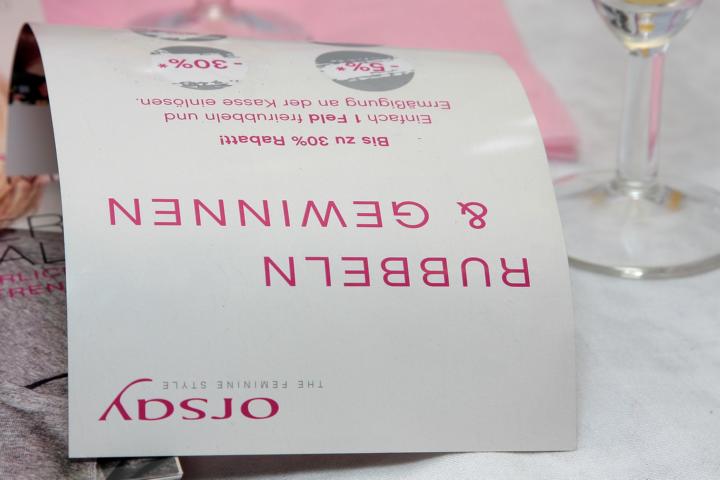 orsay
THE FEMININE STYLE
RUBBELN
& GEWINNEN
Bis zu 30% Rabatt!
Einfach 1 Feld freirubbeln und
Ermäßigung an der Kasse einlösen.
- 5%* - 30%*